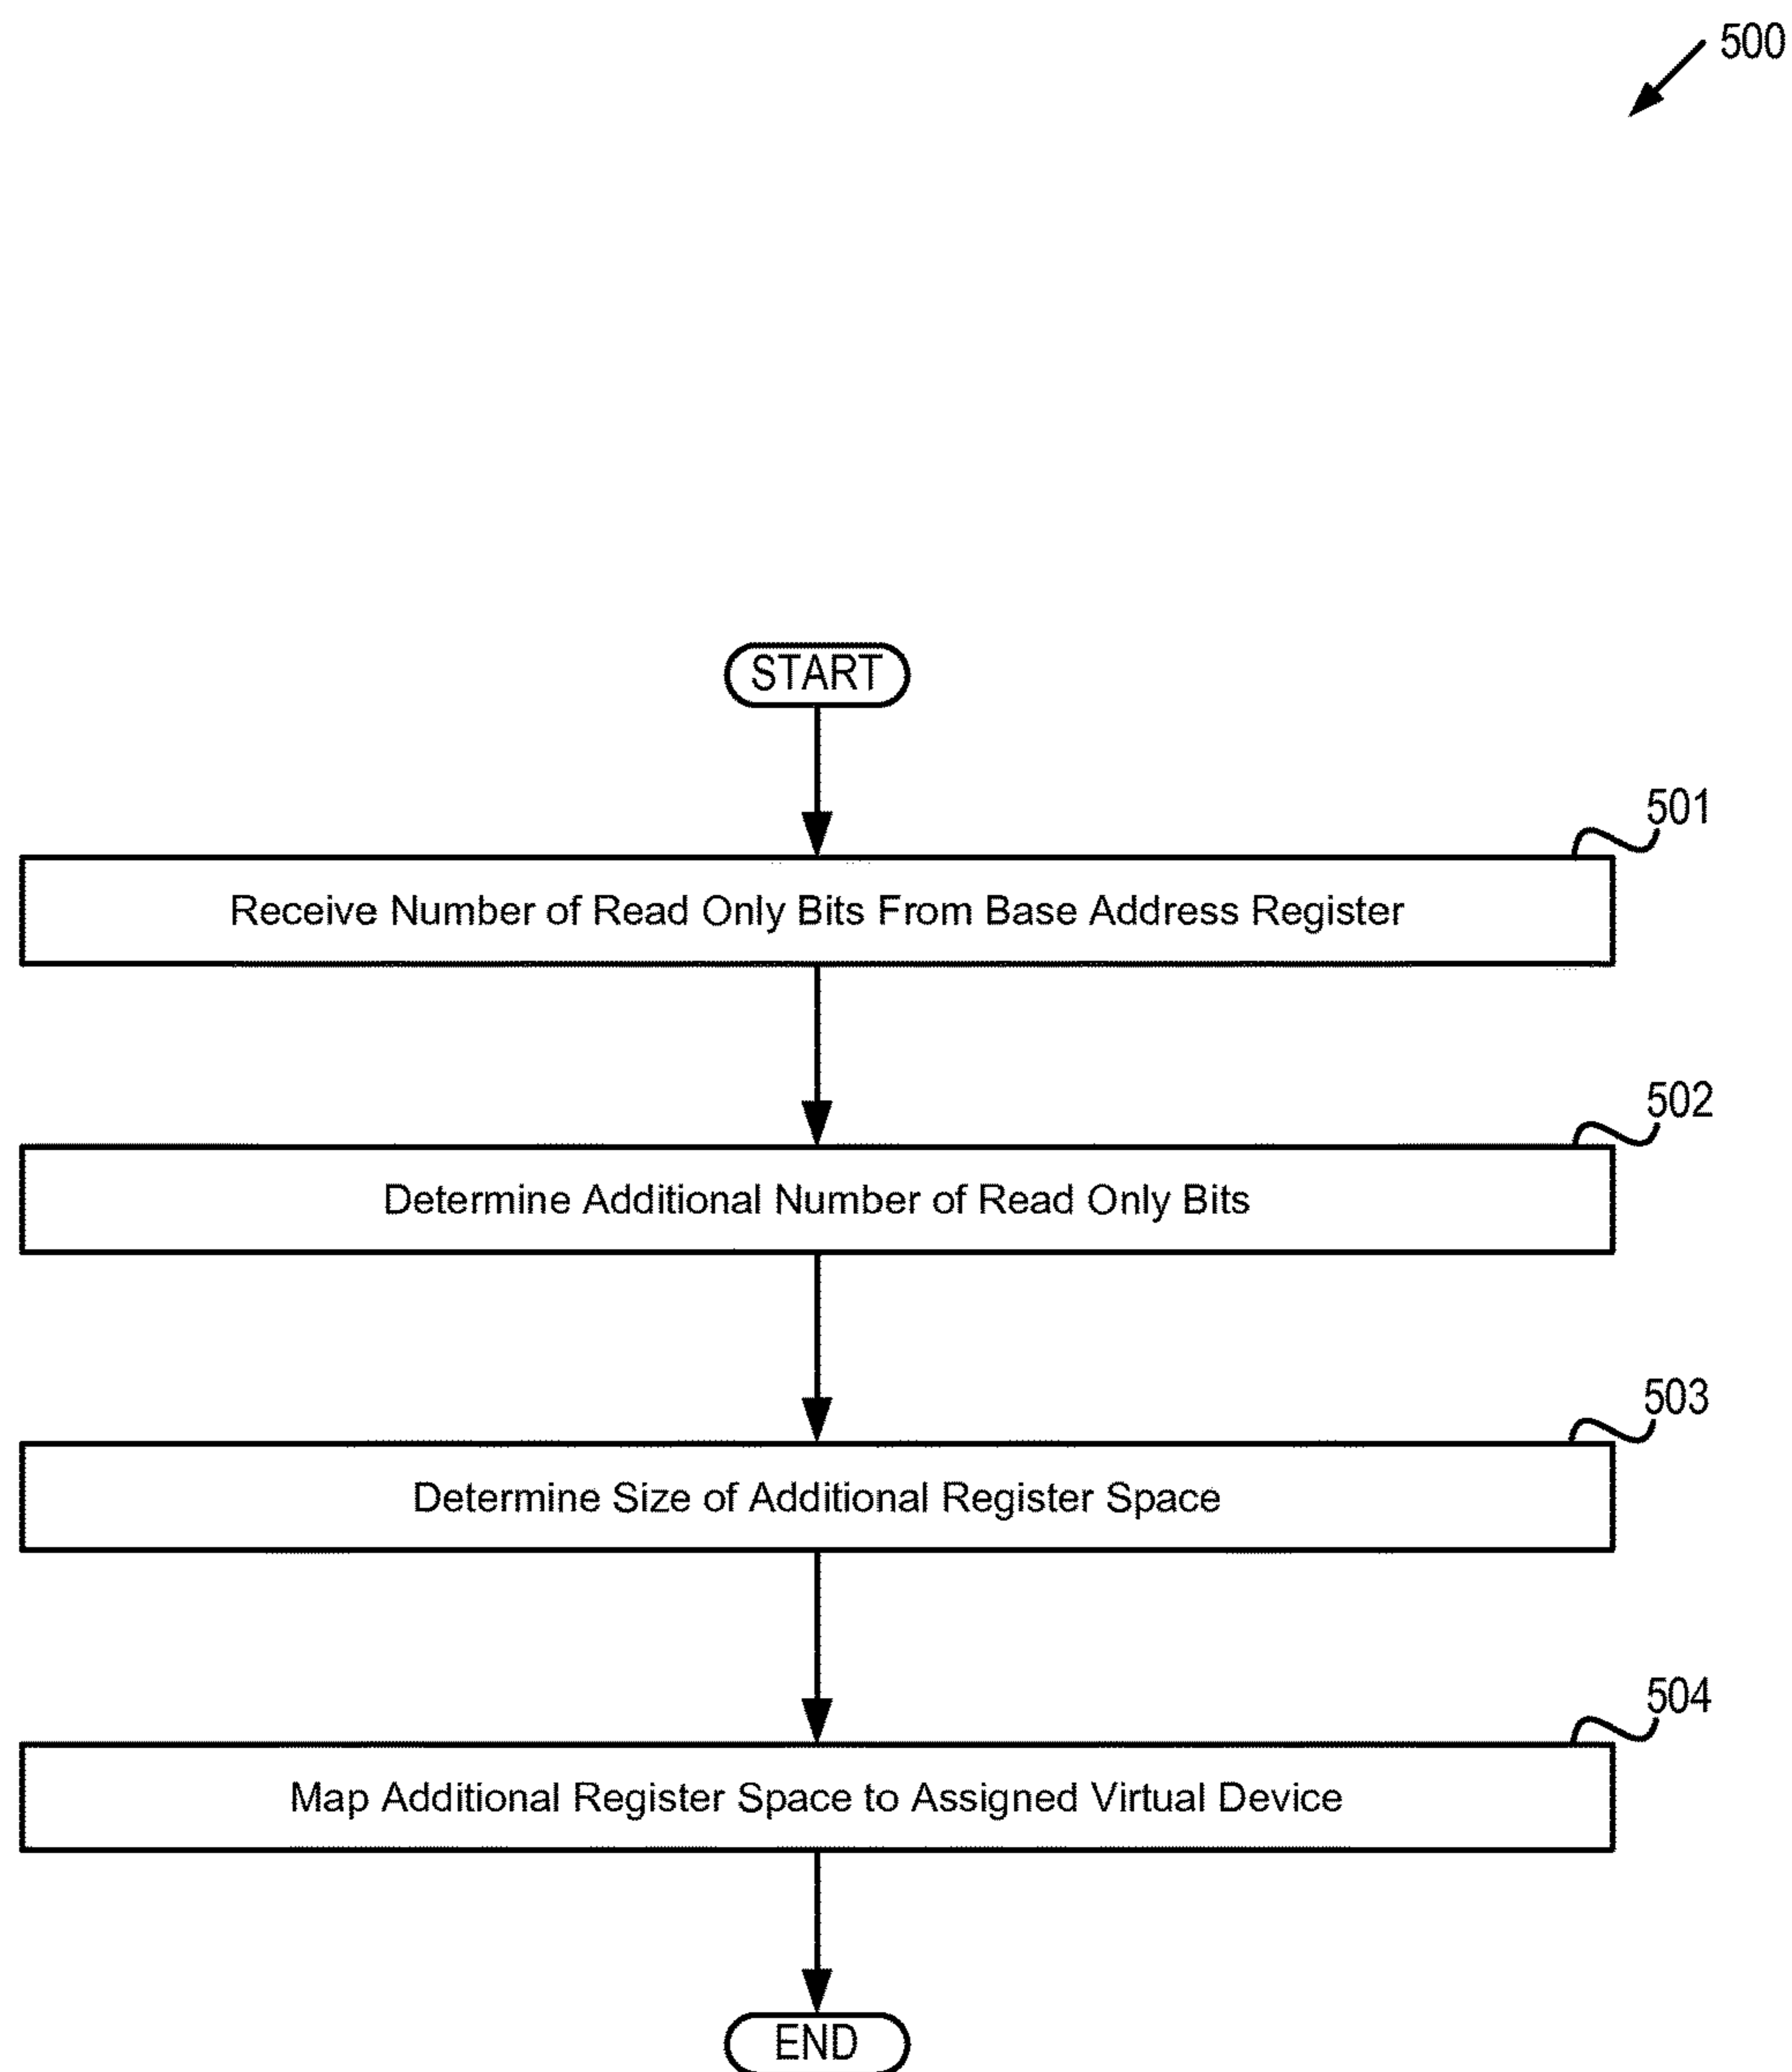 500
START
501
Receive Number of Read Only Bits From Base Address Register
502
Determine Additional Number of Read Only Bits
503
Determine Size of Additional Register Space
504
Map Additional Register Space to Assigned Virtual Device
END